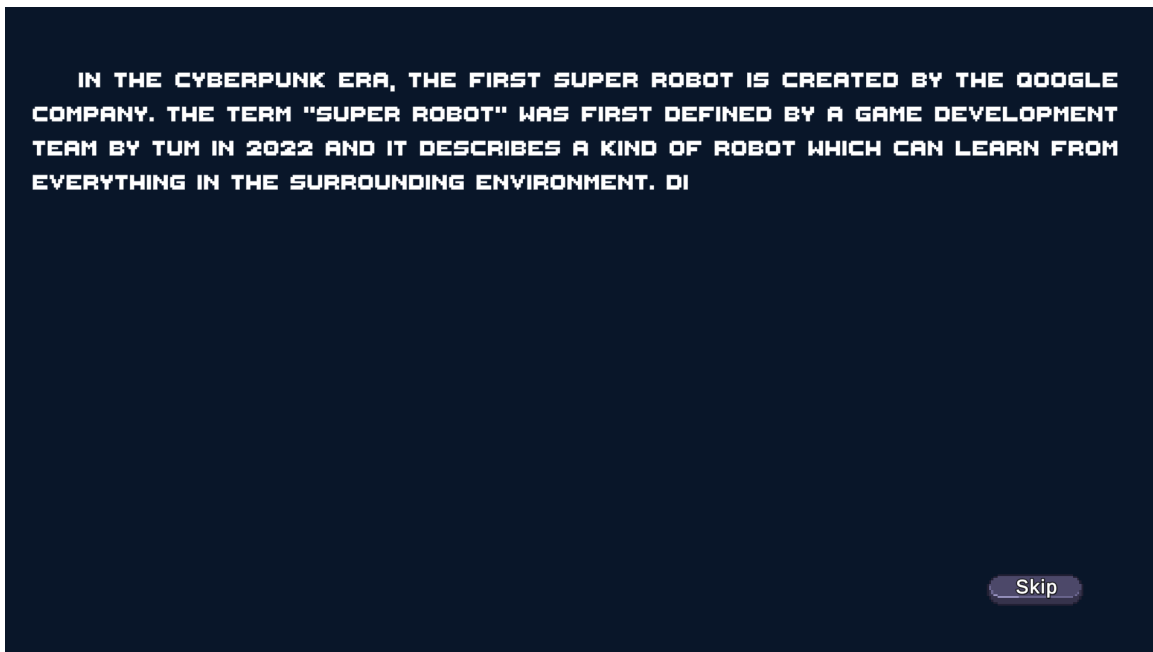 IN THE CYBERPUNK ERA, THE FIRST SUPER ROBOT IS CREATED BY THE QOOGLE
COMPANY. THE TERM "SUPER ROBOT" WAS FIRST DEFINED BY A GAME DEVELOPMENT
TEAM BY TUM IN 2022 AND IT DESCRIBES A KIND OF ROBOT WHICH CAN LEARN FROM
EVERYTHING IN THE SURROUNDING ENVIRONMENT. DI
Skip